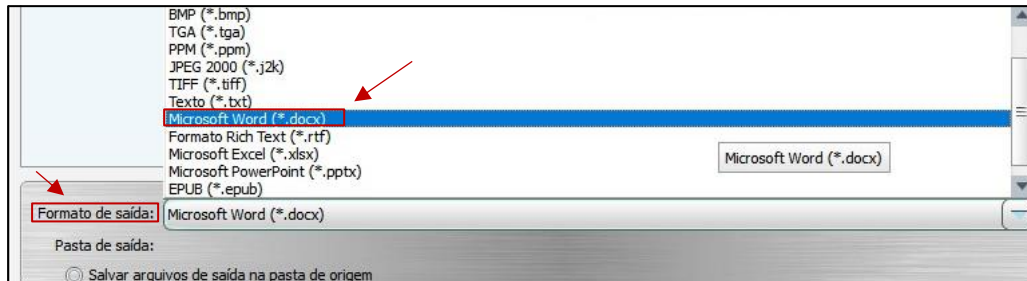 BMP (*.bmp)
TGA (*.tga)
PPM (*.ppm)
JPEG 2000 (*.j2k)
TIFF (*.tiff)
Texto (*.txt)
Microsoft Word (*.docx)
Formato Rich Text (*.rtf)
Microsoft Excel (*.xlsx)
Microsoft Word (*.docx)
Microsoft PowerPoint (*.pptx)
EPUB (*.epub)
Formato de saída: Microsoft Word (*.docx)
Pasta de saída:
Salvar arquivos de saída na pasta de origem